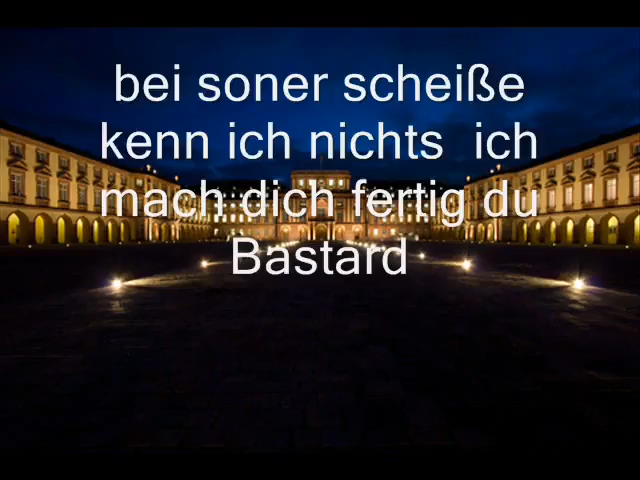 bei soner scheiße
kenn ich nichts  ich
mach dich fertig du
Bastard